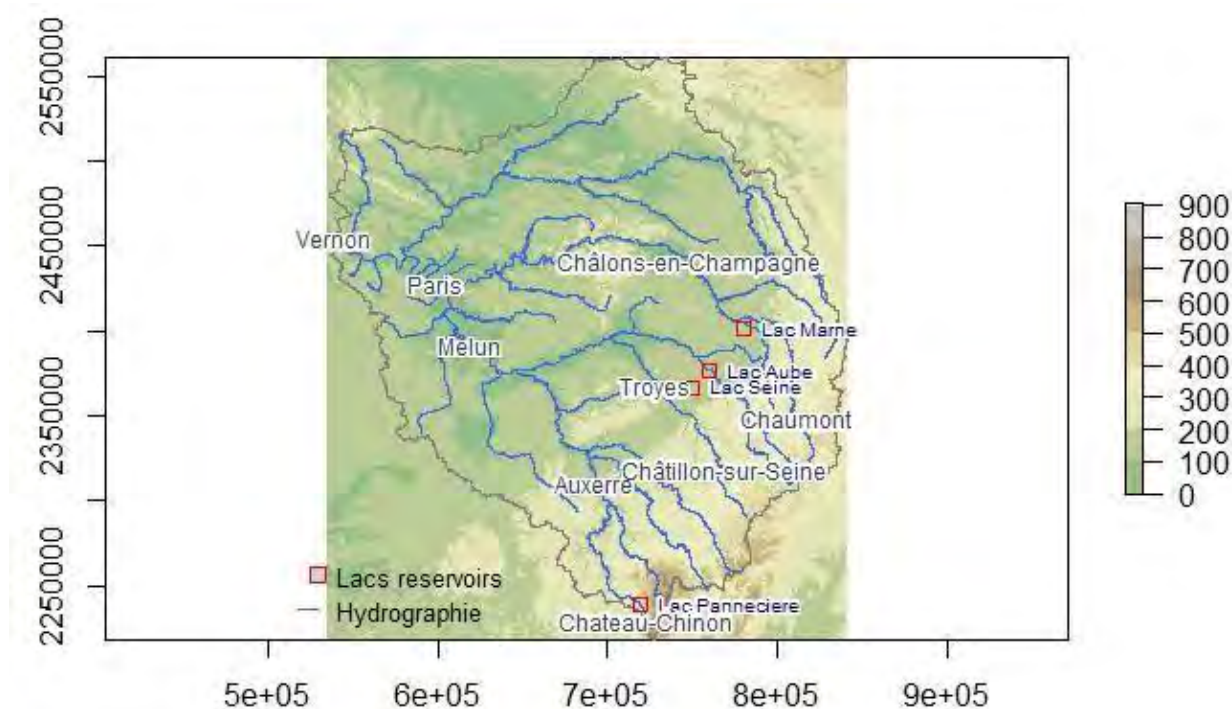 2500000
2450000
2350000
2250000
Vernon
Châlons-en-Champagne
Paris
Lac Marne
Melun
Lac Aube
Troyes
Lac Seine
Chaumont
Châtillon-sur-Seine
Auxerre
Lacs reservoirs
Hydrographie
Lac Panneciere
Chateau-Chinon
5e+05
6e+05
7e+05
8e+05
9e+05
900
800
700
600
500
400
300
200
100
0